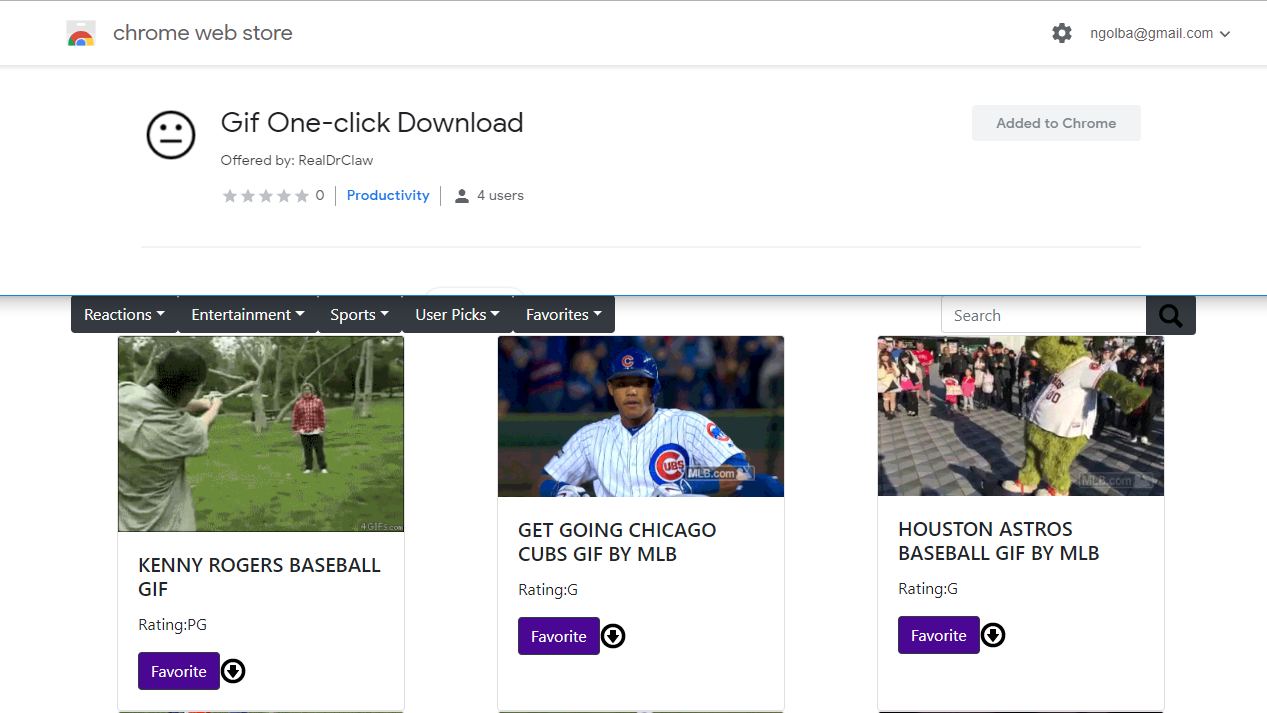 chrome web store
ngolba@gmail.com
Gif One-click Download
Added to Chrome
Offered by: RealDrClaw
0
Productivity
4 users
Reactions
Entertainment
Sports
User Picks
Favorites
Search
4GIFs.com
KENNY ROGERS BASEBALL
GIF
Rating:PG
Favorite
C
CUBS
MLB.com
GET GOING CHICAGO
CUBS GIF BY MLB
Rating:G
Favorite
00
MLB.com
HOUSTON ASTROS
BASEBALL GIF BY MLB
Rating:G
Favorite